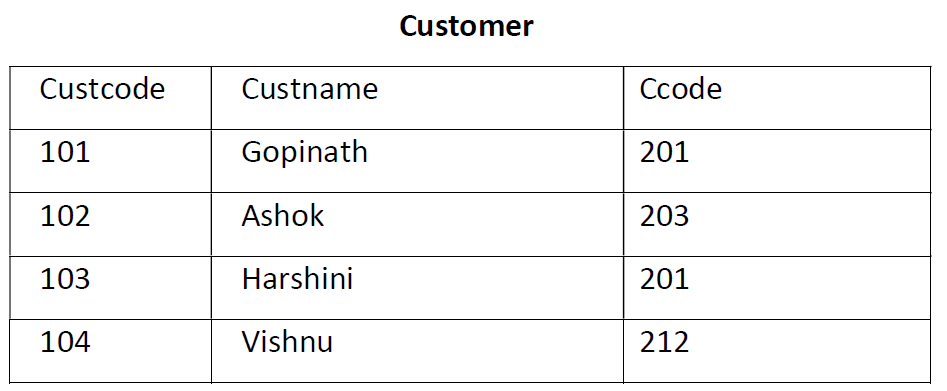 Customer
Custcode Custname Ccode
101 Gopinath 201
102 Ashok 203
103 Harshini 201
104 Vishnu 212